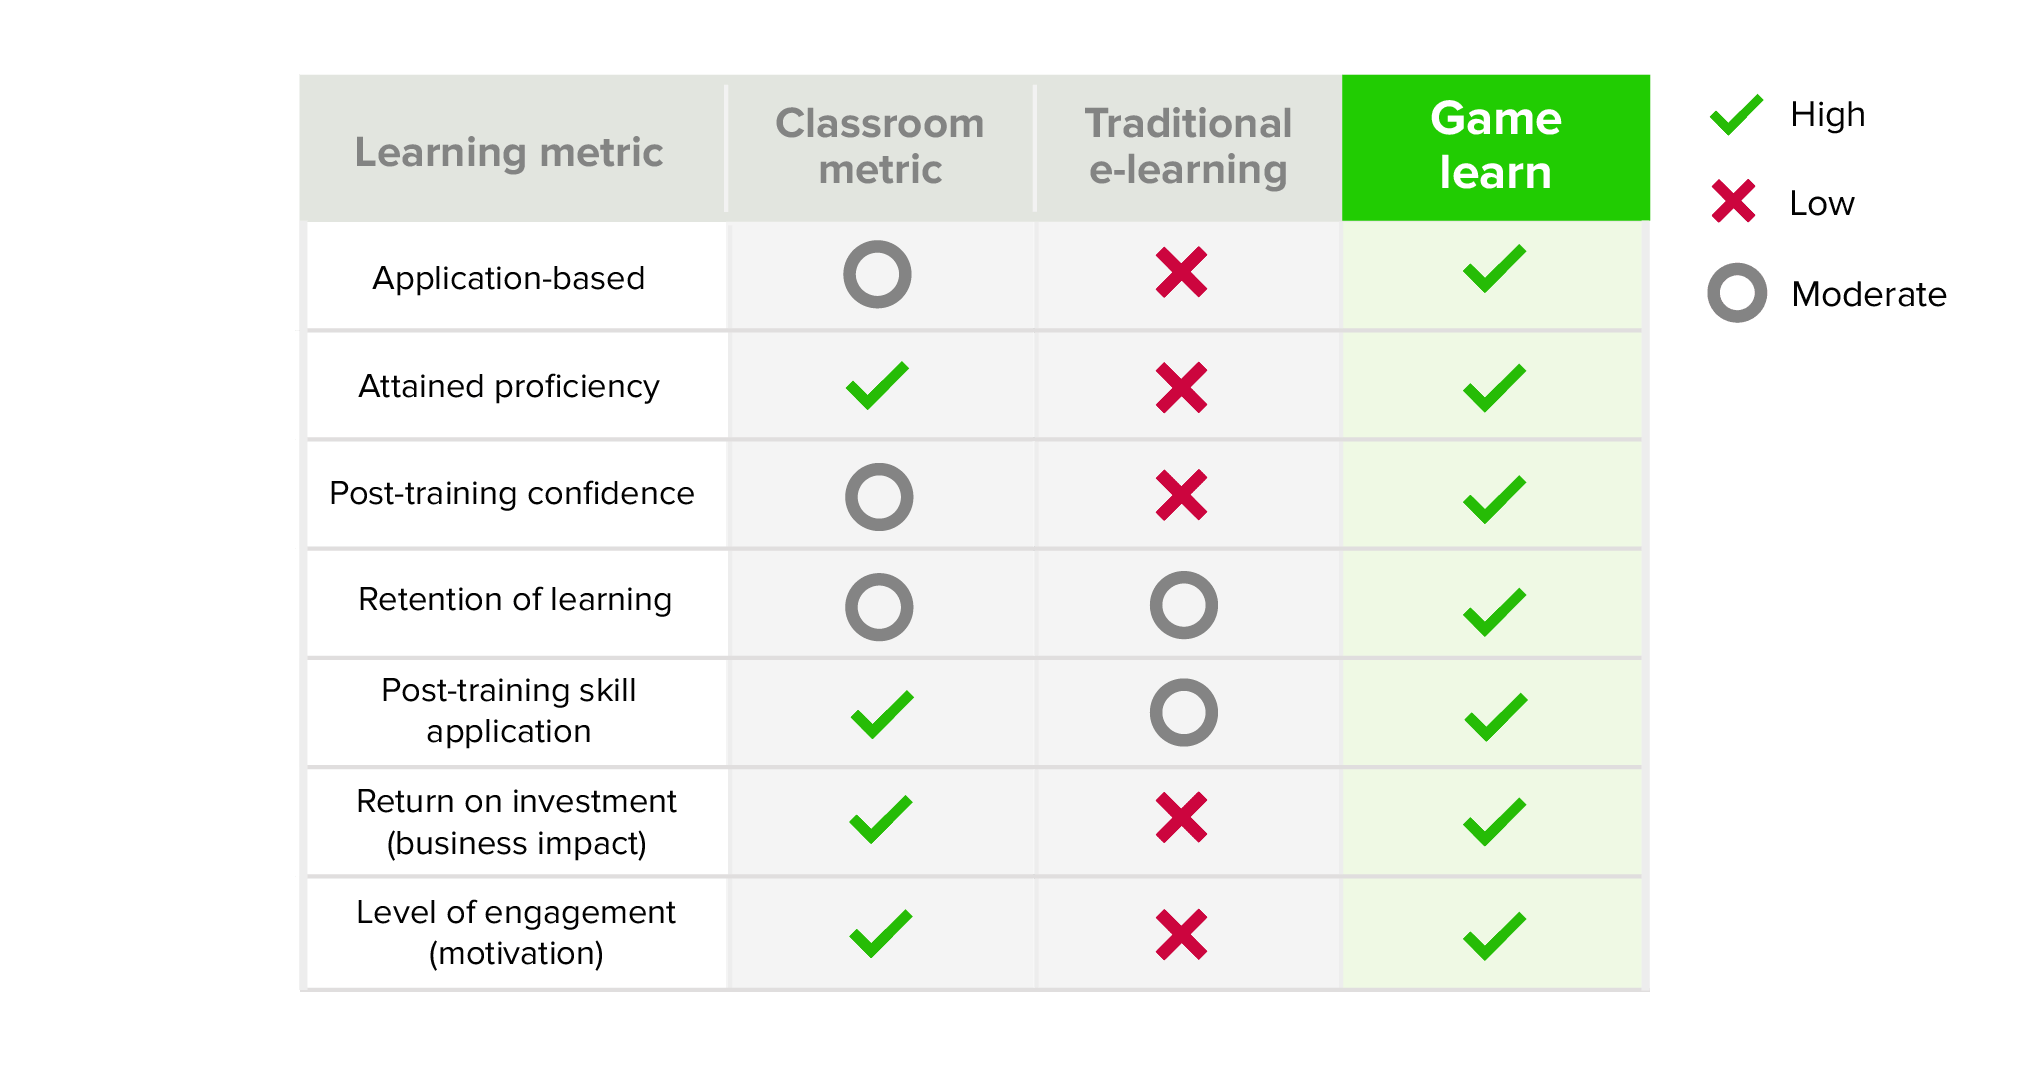 Learning metric
Classroom
metric
Traditional
e-learning
Game
learn
High
Low
Moderate
Application-based
Attained proficiency
Post-training confidence
Retention of learning
Post-training skill
application
Return on investment
(business impact)
Level of engagement
(motivation)